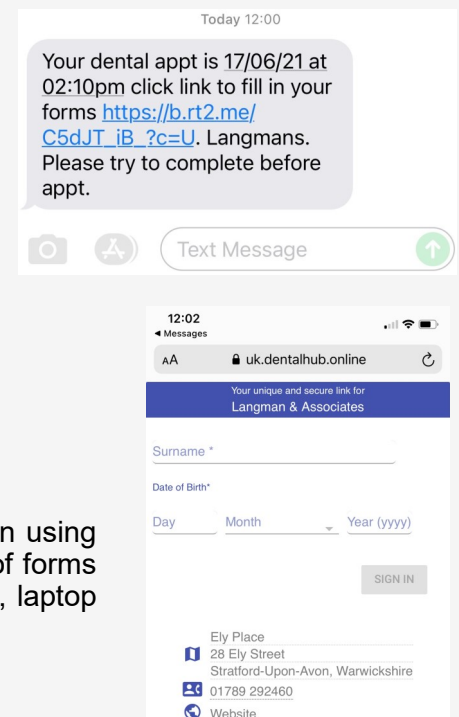 Today 12:00
Your dental appt is 17/06/21 at
02:10pm click link to fill in your
forms https://b.rt2.me/
C5dJT_iB_?c=U. Langmans.
Please try to complete before
appt.
Text Message
12:02
Messages
AA uk.dentalhub.online
Your unique and secure link for
Langman & Associates
Surname *
Date of Birth*
Day Month Year (yyyy)
n using
of forms
, laptop
SIGN IN
Ely Place
28 Ely Street
Stratford-Upon-Avon, Warwickshire
01789 292460
Website